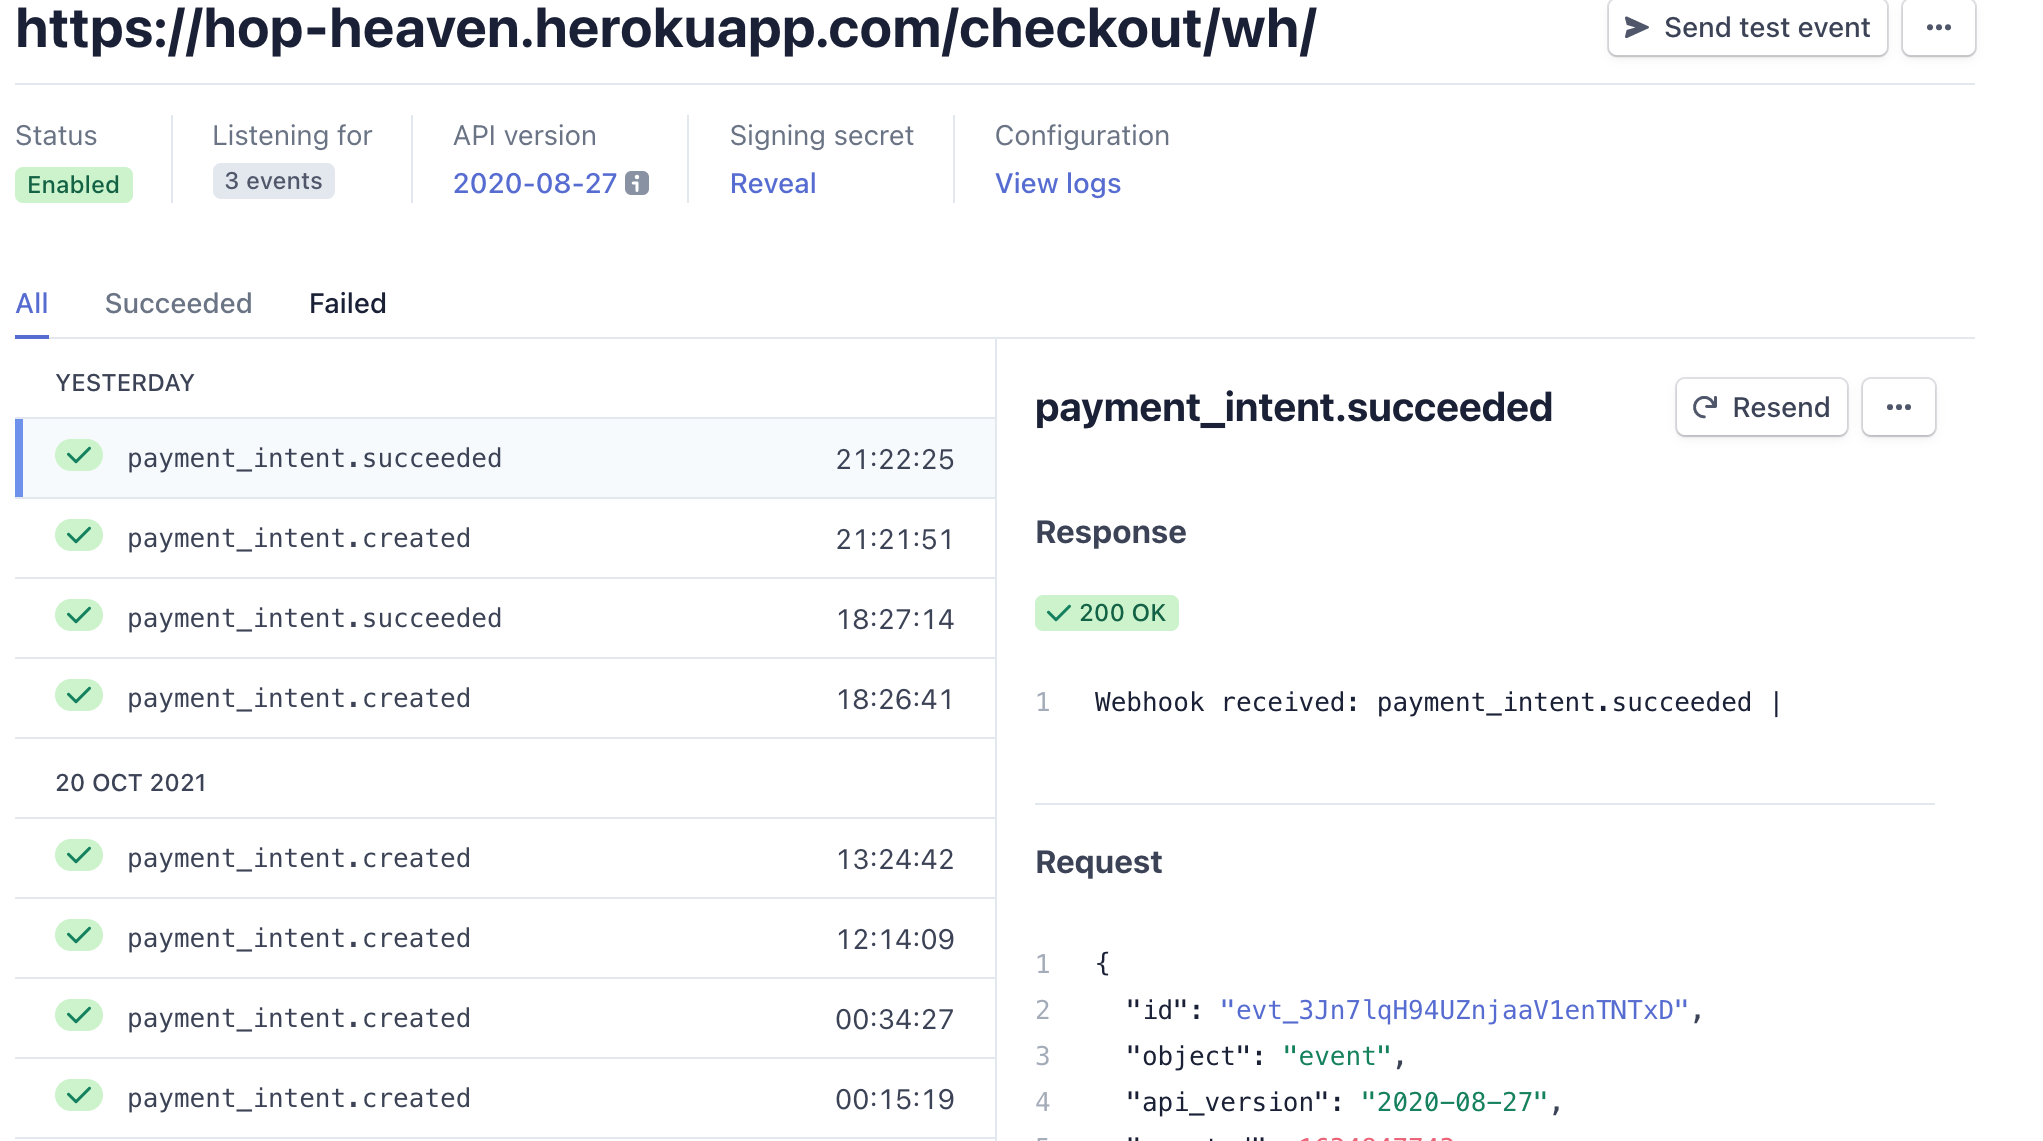 https://hop-heaven.herokuapp.com/checkout/wh/
Send test event
Status
Enabled
Listening for
3 events
API version
2020-08-27
Signing secret
Reveal
Configuration
View logs
All Succeeded Failed
YESTERDAY
payment_intent.succeeded 21:22:25
payment_intent.created 21:21:51
payment_intent.succeeded 18:27:14
payment_intent.created 18:26:41
20 OCT 2021
payment_intent.created 13:24:42
payment_intent.created 12:14:09
payment_intent.created 00:34:27
payment_intent.created 00:15:19
payment_intent.succeeded
Resend
Response
200 OK
1 Webhook received: payment_intent.succeeded |
Request
1 {
2 "id": "evt_3Jn7lqH94UZnjaaV1enTNTxD",
3 "object": "event",
4 "api_version": "2020-08-27",